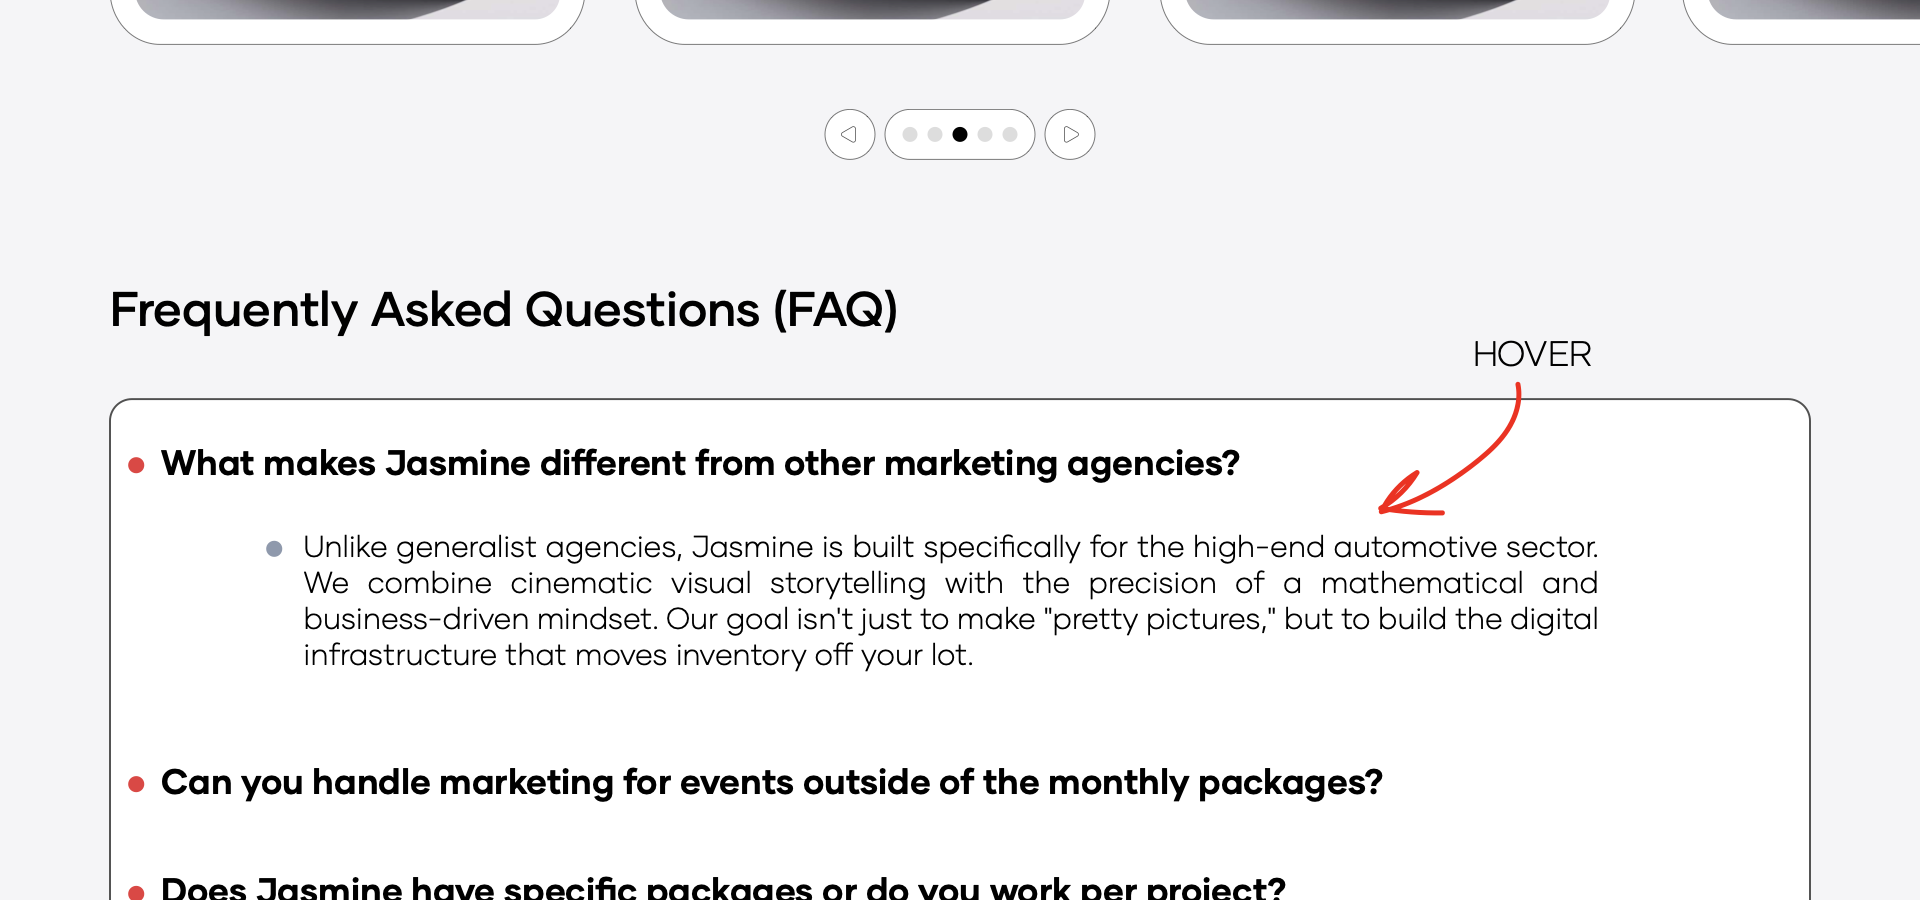 Frequently Asked Questions (FAQ)
HOVER
What makes Jasmine different from other marketing agencies?
Unlike generalist agencies, Jasmine is built specifically for the high-end automotive sector.
We combine cinematic visual storytelling with the precision of a mathematical and
business-driven mindset. Our goal isn't just to make "pretty pictures," but to build the digital
infrastructure that moves inventory off your lot.
Can you handle marketing for events outside of the monthly packages?
Does Jasmine have specific packages or do you work per project?